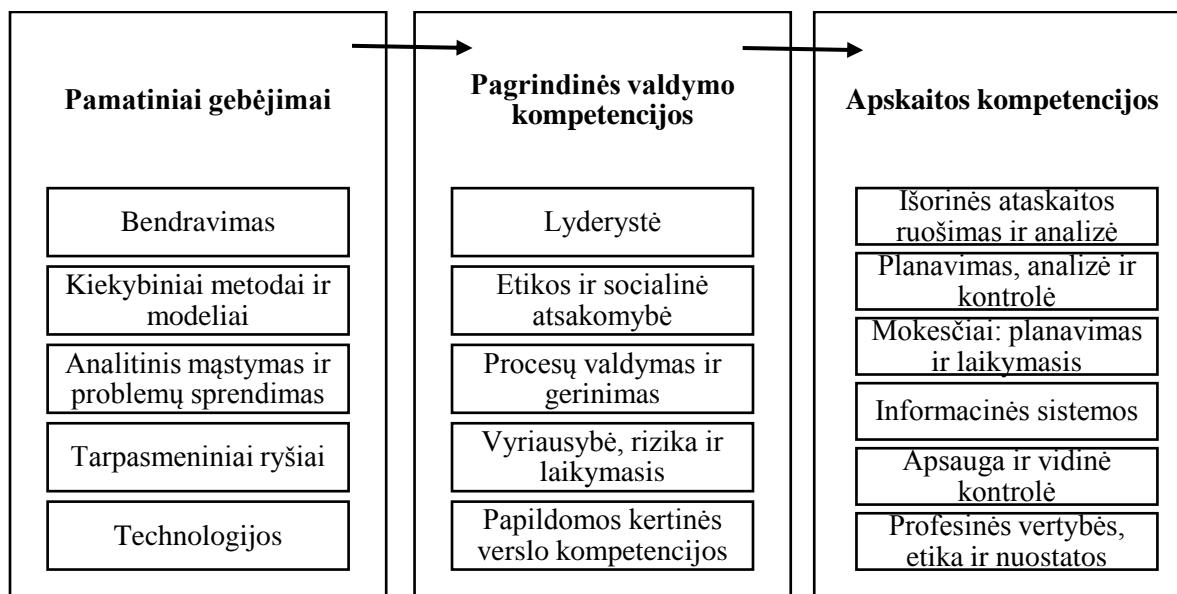 Pamatiniai gebėjimai
Bendravimas
Kiekybiniai metodai ir
modeliai
Analitinis mąstymas ir
problemų sprendimas
Tarpasmeniniai ryšiai
Technologijos
Pagrindinės valdymo
kompetencijos
Lyderystė
Etikos ir socialinė
atsakomybė
Procesų valdymas ir
gerinimas
Vyriausybė, rizika ir
laikymasis
Papildomos kertinės
verslo kompetencijos
Apskaitos kompetencijos
Išorinės ataskaitos
ruošimas ir analizė
Planavimas, analizė ir
kontrolė
Mokesčiai: planavimas
ir laikymasis
Informacinės sistemos
Apsauga ir vidinė
kontrolė
Profesinės vertybės,
etika ir nuostatos